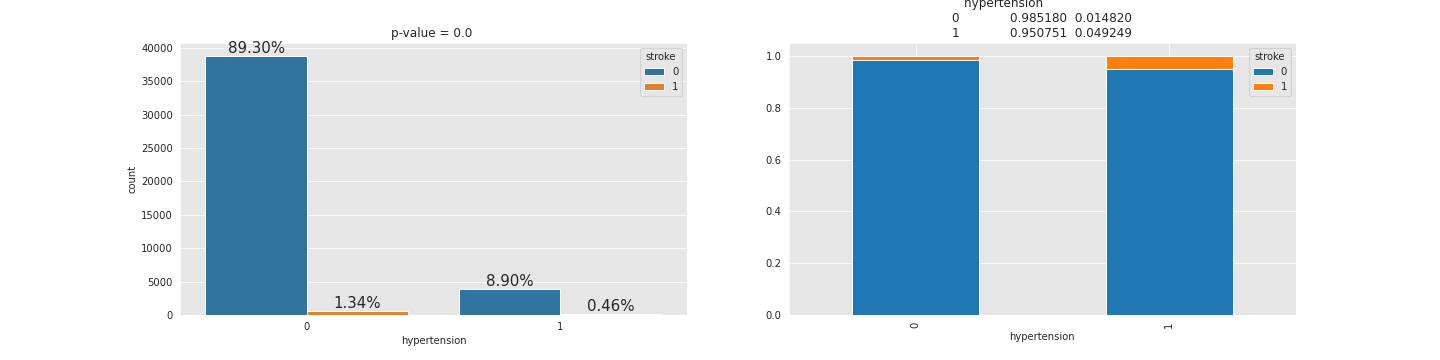 p-value = 0.0
89.30%
1.34%
8.90%
0.46%
stroke
0
1
40000
35000
30000
25000
20000
15000
10000
5000
0
count
0 1
hypertension
hypertension
0 0.985180 0.014820
1 0.950751 0.049249
stroke
0
1
1.0
0.8
0.6
0.4
0.2
0.0
0 1
hypertension